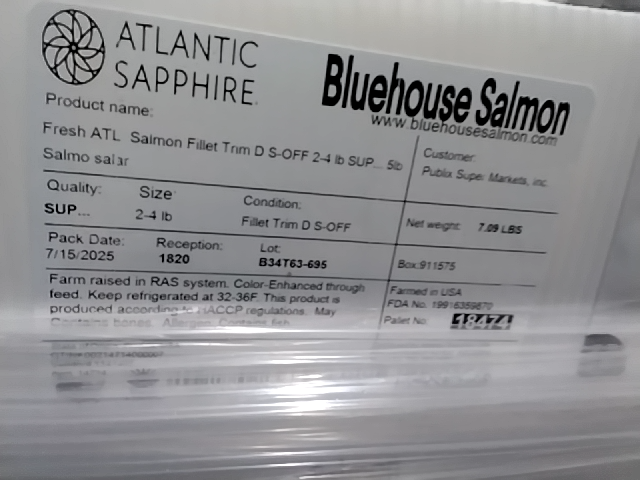 ATLANTIC
SAPPHIRE
Bluehouse Salmon
www.bluehousesalmon.com
Product name:
Fresh ATL Salmon Fillet Trim D S-OFF 2-4 lb SUP... 5lb
Salmo salar
Customer:
Publix Super Markets, Inc.
Quality: Size Condition:
SUP... 2-4 lb Fillet Trim D S-OFF
Net weight: 7.09 LBS
Pack Date: Reception: Lot:
7/15/2025 1820 B34T63-695
Box:911575
Farm raised in RAS system. Color-Enhanced through
feed. Keep refrigerated at 32-36F. This product is
produced according to HACCP regulations. May
Contains bones. Allergen: Contains fish
Farmed in USA
FDA No.
Pallet No: 18474